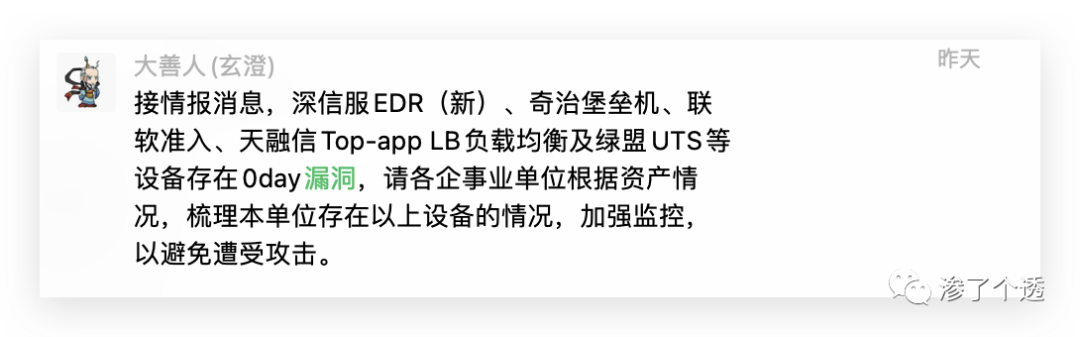 大善人(玄澄)
昨天
接情报消息，深信服EDR（新）、奇治堡垒机、联
软准入、天融信Top-app LB负载均衡及绿盟UTS等
设备存在0day漏洞，请各企事业单位根据资产情
况，梳理本单位存在以上设备的情况，加强监控，
以避免遭受攻击。
渗了个透